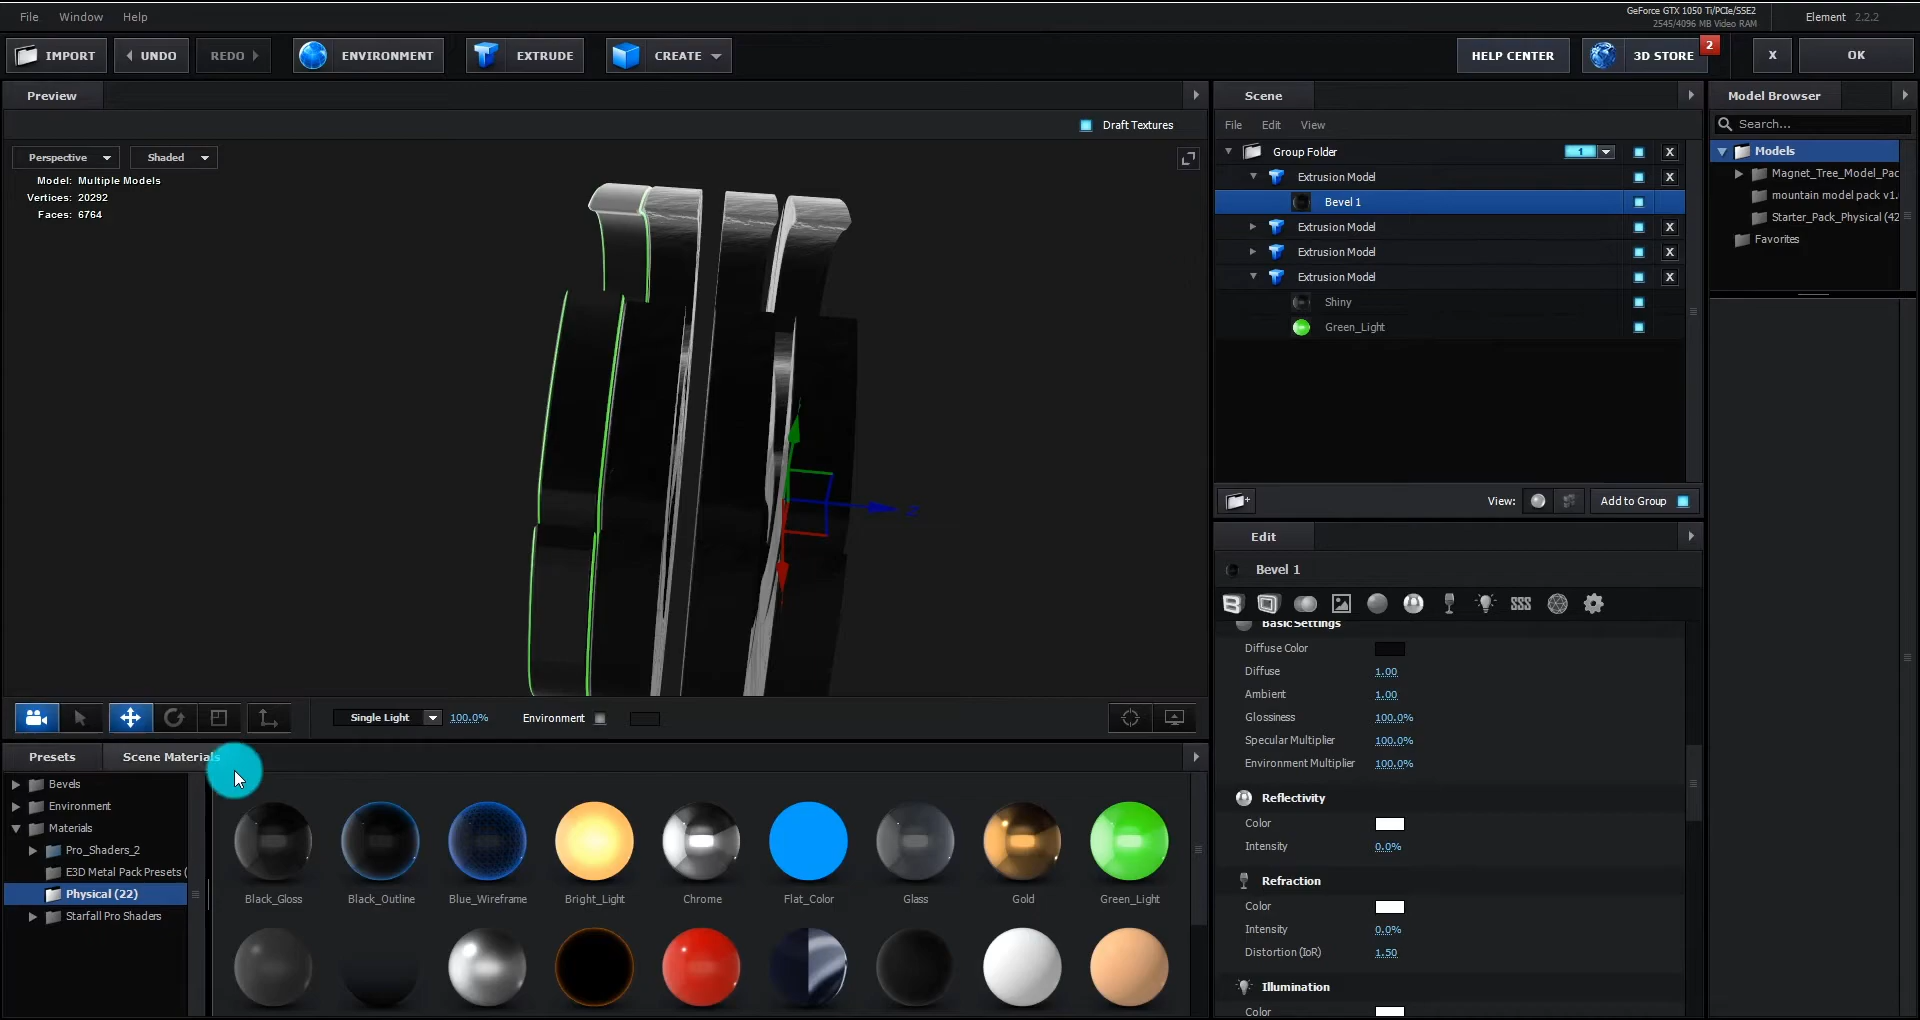 File Window Help
GeForce GTX 1050 Ti/PCIe/SSE2
2545/4096 MB Video RAM
Element 2.2.2
IMPORT UNDO REDO ENVIRONMENT EXTRUDE CREATE HELP CENTER 3D STORE 2 X OK
Preview
Draft Textures
Perspective Shaded
Model: Multiple Models
Vertices: 20292
Faces: 6764
Z
Single Light 100.0% Environment
Scene
File Edit View
Group Folder 1 X
Extrusion Model X
Bevel 1
Extrusion Model X
Extrusion Model X
Extrusion Model X
Shiny
Green_Light
View: Add to Group
Edit
Bevel 1
Basic Settings
Diffuse Color
Diffuse 1.00
Ambient 1.00
Glossiness 100.0%
Specular Multiplier 100.0%
Environment Multiplier 100.0%
Reflectivity
Color
Intensity 0.0%
Refraction
Color
Intensity 0.0%
Distortion (IoR) 1.50
Illumination
Color
Model Browser
Search...
Models
Magnet_Tree_Model_Pac
mountain model pack v1.
Starter_Pack_Physical (42
Favorites
Presets Scene Materials
Bevels
Environment
Materials
Pro_Shaders_2
E3D Metal Pack Presets (
Physical (22)
Starfall Pro Shaders
Black_Gloss Black_Outline Blue_Wireframe Bright_Light Chrome Flat_Color Glass Gold Green_Light